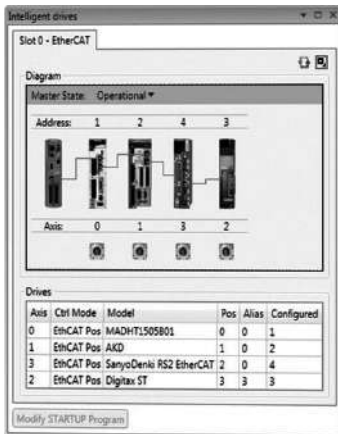 Intelligent drives
Slot 0 - EtherCAT
Diagram
Master State: Operational
Address: 1 2 4 3
Axis: 0 1 3 2
Drives
Axis Ctrl Mode Model Pos Alias Configured
0 EthCAT Pos MADHT1505B01 0 0 1
1 EthCAT Pos AKD 1 0 2
3 EthCAT Pos SanyoDenki RS2 EtherCAT 2 0 4
2 EthCAT Pos Digitax ST 3 3 3
Modify STARTUP Program